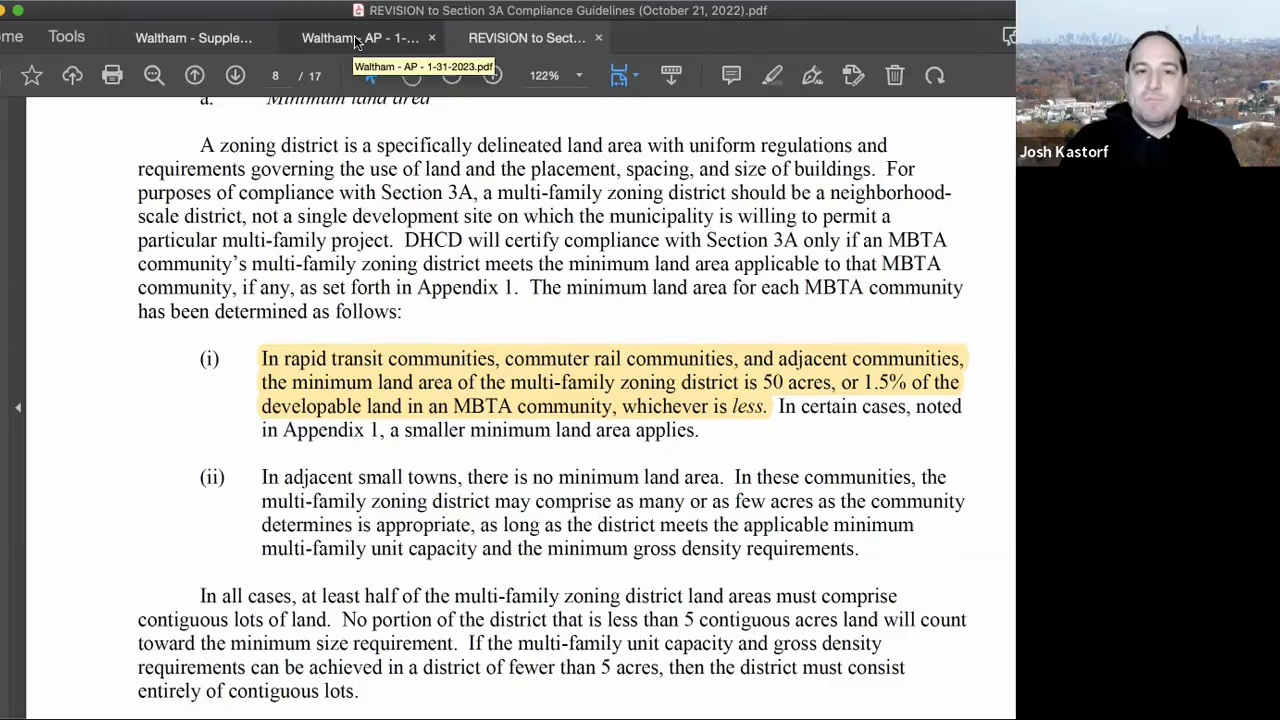 REVISION to Section 3A Compliance Guidelines (October 21, 2022).pdf
ome Tools Waltham - Supple... Waltham - AP - 1-... × REVISION to Sect... ×
Waltham - AP - 1-31-2023.pdf
8 / 17 122%
a. Minimum land area
A zoning district is a specifically delineated land area with uniform regulations and
requirements governing the use of land and the placement, spacing, and size of buildings. For
purposes of compliance with Section 3A, a multi-family zoning district should be a neighborhood-
scale district, not a single development site on which the municipality is willing to permit a
particular multi-family project. DHCD will certify compliance with Section 3A only if an MBTA
community’s multi-family zoning district meets the minimum land area applicable to that MBTA
community, if any, as set forth in Appendix 1. The minimum land area for each MBTA community
has been determined as follows:
(i) In rapid transit communities, commuter rail communities, and adjacent communities,
the minimum land area of the multi-family zoning district is 50 acres, or 1.5% of the
developable land in an MBTA community, whichever is less. In certain cases, noted
in Appendix 1, a smaller minimum land area applies.
(ii) In adjacent small towns, there is no minimum land area. In these communities, the
multi-family zoning district may comprise as many or as few acres as the community
determines is appropriate, as long as the district meets the applicable minimum
multi-family unit capacity and the minimum gross density requirements.
In all cases, at least half of the multi-family zoning district land areas must comprise
contiguous lots of land. No portion of the district that is less than 5 contiguous acres land will count
toward the minimum size requirement. If the multi-family unit capacity and gross density
requirements can be achieved in a district of fewer than 5 acres, then the district must consist
entirely of contiguous lots.
Josh Kastorf